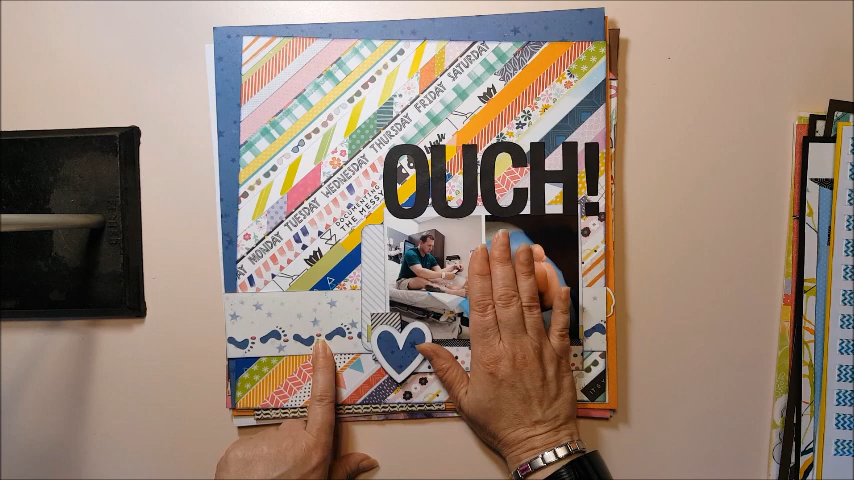 MONDAY TUESDAY WEDNESDAY THURSDAY FRIDAY SATURDAY
DOCUMENTING
THE MESSY
OUCH!